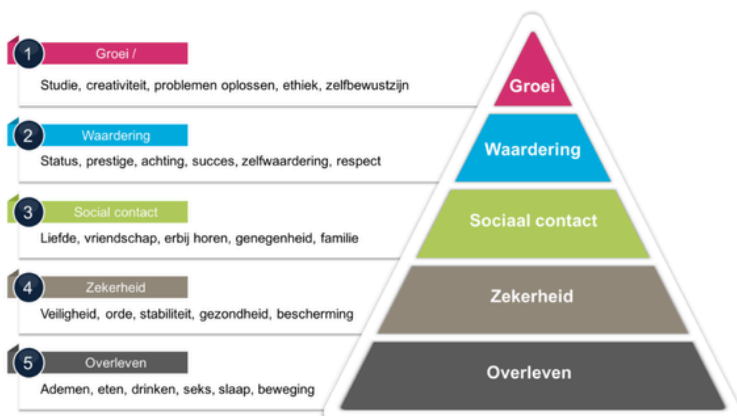 1
Groei /
Studie, creativiteit, problemen oplossen, ethiek, zelfbewustzijn
2
Waardering
Status, prestige, achting, succes, zelfwaardering, respect
3
Social contact
Liefde, vriendschap, erbij horen, genegenheid, familie
4
Zekerheid
Veiligheid, orde, stabiliteit, gezondheid, bescherming
5
Overleven
Ademen, eten, drinken, seks, slaap, beweging
Groei
Waardering
Sociaal contact
Zekerheid
Overleven